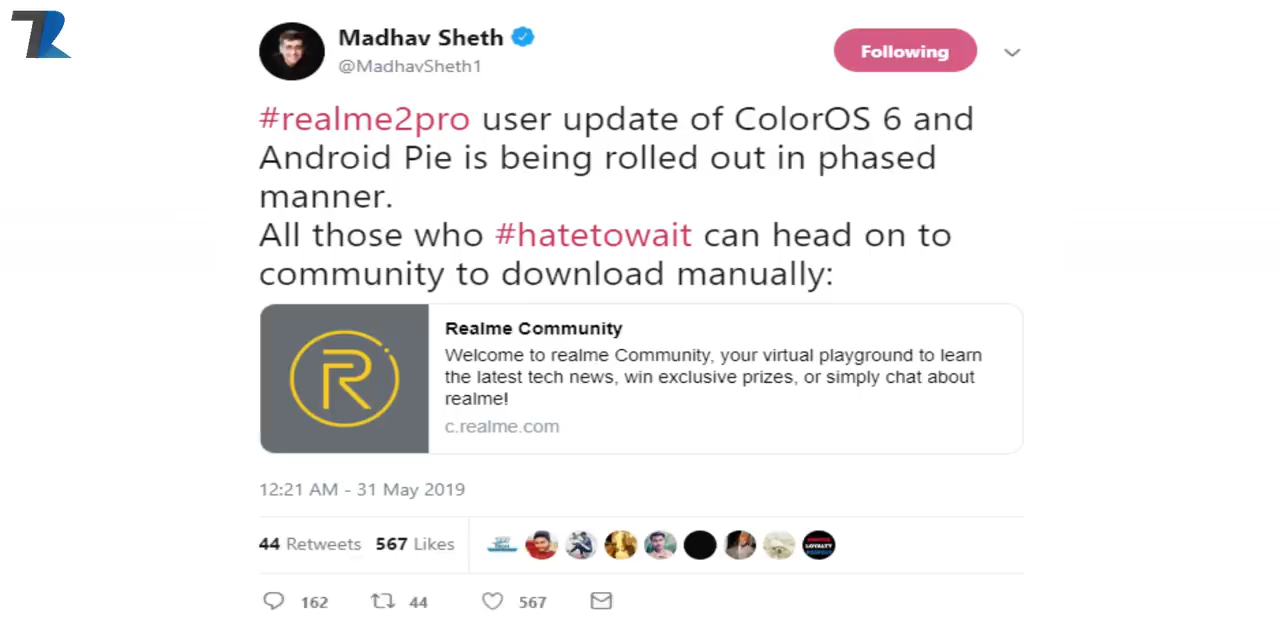 Madhav Sheth
@MadhavSheth1
Following
#realme2pro user update of ColorOS 6 and
Android Pie is being rolled out in phased
manner.
All those who #hatetowait can head on to
community to download manually:
Realme Community
Welcome to realme Community, your virtual playground to learn
the latest tech news, win exclusive prizes, or simply chat about
realme!
c.realme.com
12:21 AM - 31 May 2019
44 Retweets 567 Likes
LOYALTY
162 44 567